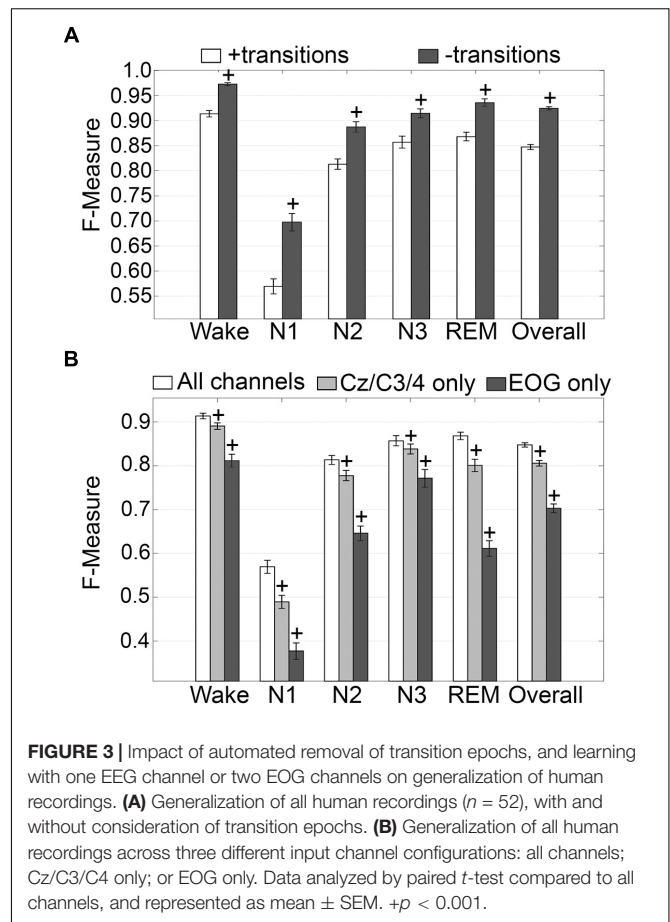 A
+transitions -transitions
F-Measure
1.0
0.95
0.90
0.85
0.80
0.75
0.70
0.65
0.60
0.55
+ + + + + +
Wake N1 N2 N3 REM Overall
B
All channels Cz/C3/4 only EOG only
F-Measure
0.9
0.8
0.7
0.6
0.5
0.4
+ + + + + + + + + + + +
Wake N1 N2 N3 REM Overall
FIGURE 3 | Impact of automated removal of transition epochs, and learning
with one EEG channel or two EOG channels on generalization of human
recordings. (A) Generalization of all human recordings (n = 52), with and
without consideration of transition epochs. (B) Generalization of all human
recordings across three different input channel configurations: all channels;
Cz/C3/C4 only; or EOG only. Data analyzed by paired t-test compared to all
channels, and represented as mean ± SEM. +p < 0.001.